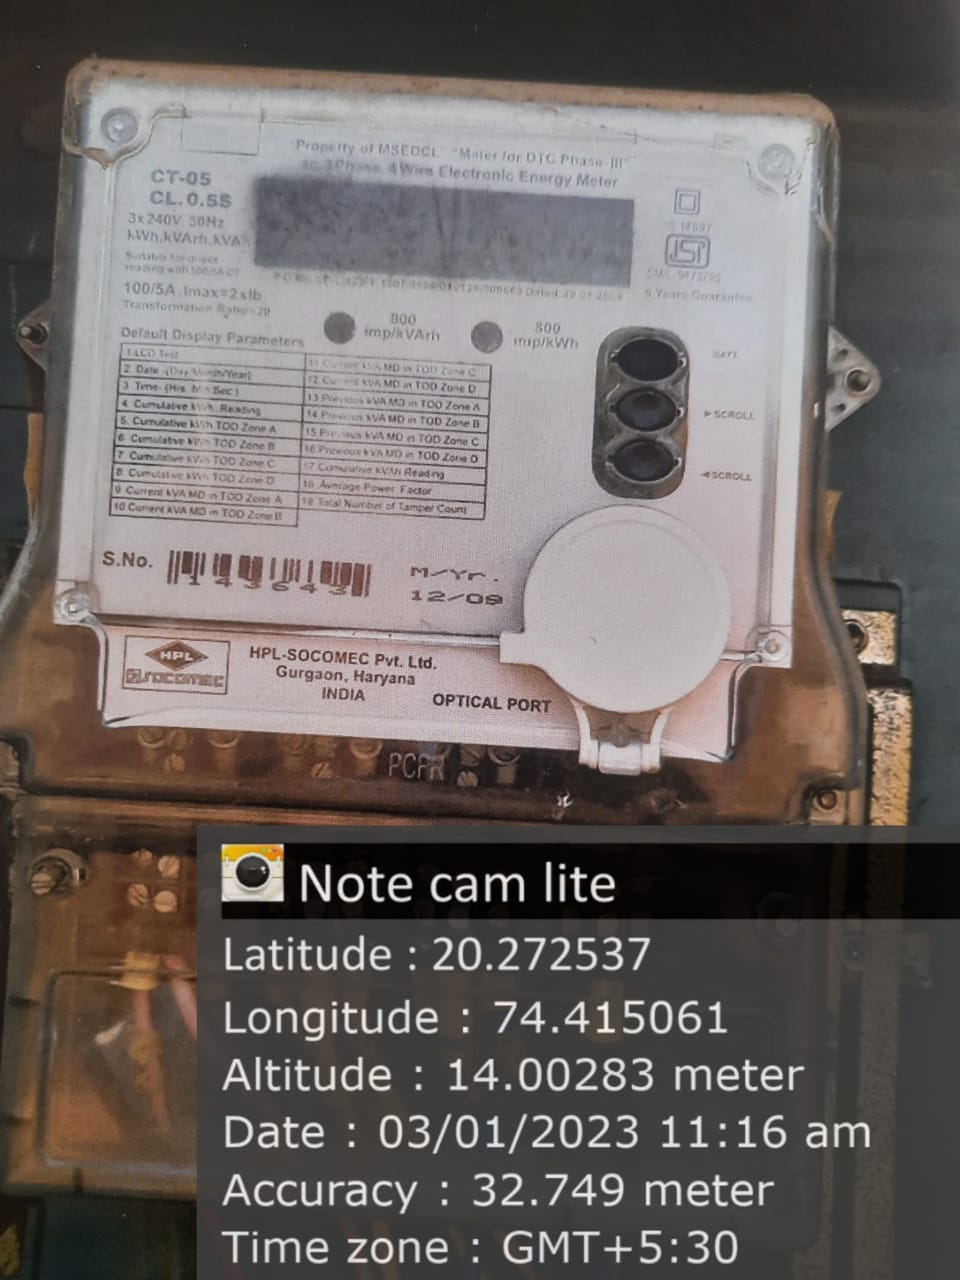 "Property of MSEDCL" "Meter for DTC Phase-III"
3 Phase, 4 Wire Electronic Energy Meter
CT-05
CL. 0.5S
3x240V, 50Hz
kWh, kVArh, kVA
Suitable for direct
reading with 100/5A CT
100/5A, Imax=2xIb
Transformation Ratio=20
5 Years Guarantee
800
imp/kVArh
800
imp/kWh
BATT
►SCROLL
◄SCROLL
Default Display Parameters
1 LCD Test
2 Date -(Day/Month/Year)
3 Time- (Hrs. Min Sec)
4 Cumulative kWh. Reading
5. Cumulative kWh TOD Zone A
6 Cumulative kWh TOD Zone B
7 Cumulative kWh TOD Zone C
8 Cumulative kWh TOD Zone D
9 Current kVA MD in TOD Zone A
10 Current kVA MD in TOD Zone B
11 Current kVA MD in TOD Zone C
12 Current kVA MD in TOD Zone D
13 Previous kVA MD in TOD Zone A
14 Previous kVA MD in TOD Zone B
15 Previous kVA MD in TOD Zone C
16 Previous kVA MD in TOD Zone D
17 Cumulative kVAh Reading
18 Average Power Factor
19 Total Number of Tamper Count
S.No.
143643
M/Yr.
12/09
HPL
SOCOMEC
HPL-SOCOMEC Pvt. Ltd.
Gurgaon, Haryana
INDIA
OPTICAL PORT
Note cam lite
Latitude : 20.272537
Longitude : 74.415061
Altitude : 14.00283 meter
Date : 03/01/2023 11:16 am
Accuracy : 32.749 meter
Time zone : GMT+5:30